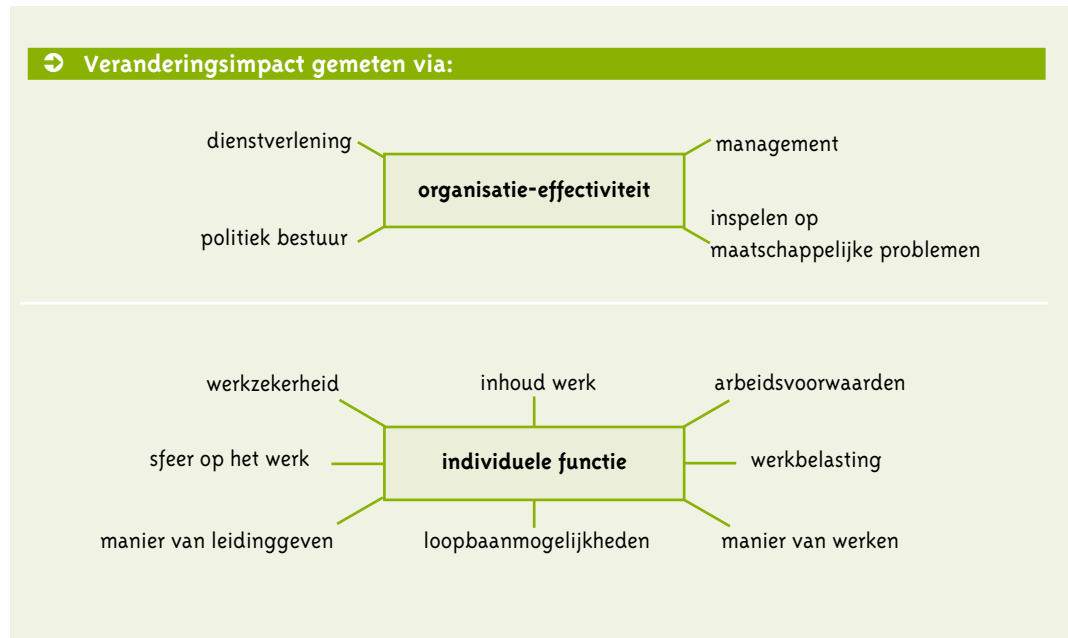 Veranderingsimpact gemeten via:
dienstverlening
management
organisatie-effectiviteit
politiek bestuur
inspelen op
maatschappelijke problemen
werkzekerheid
inhoud werk
arbeidsvoorwaarden
sfeer op het werk
individuele functie
werkbelasting
manier van leidinggeven
loopbaanmogelijkheden
manier van werken